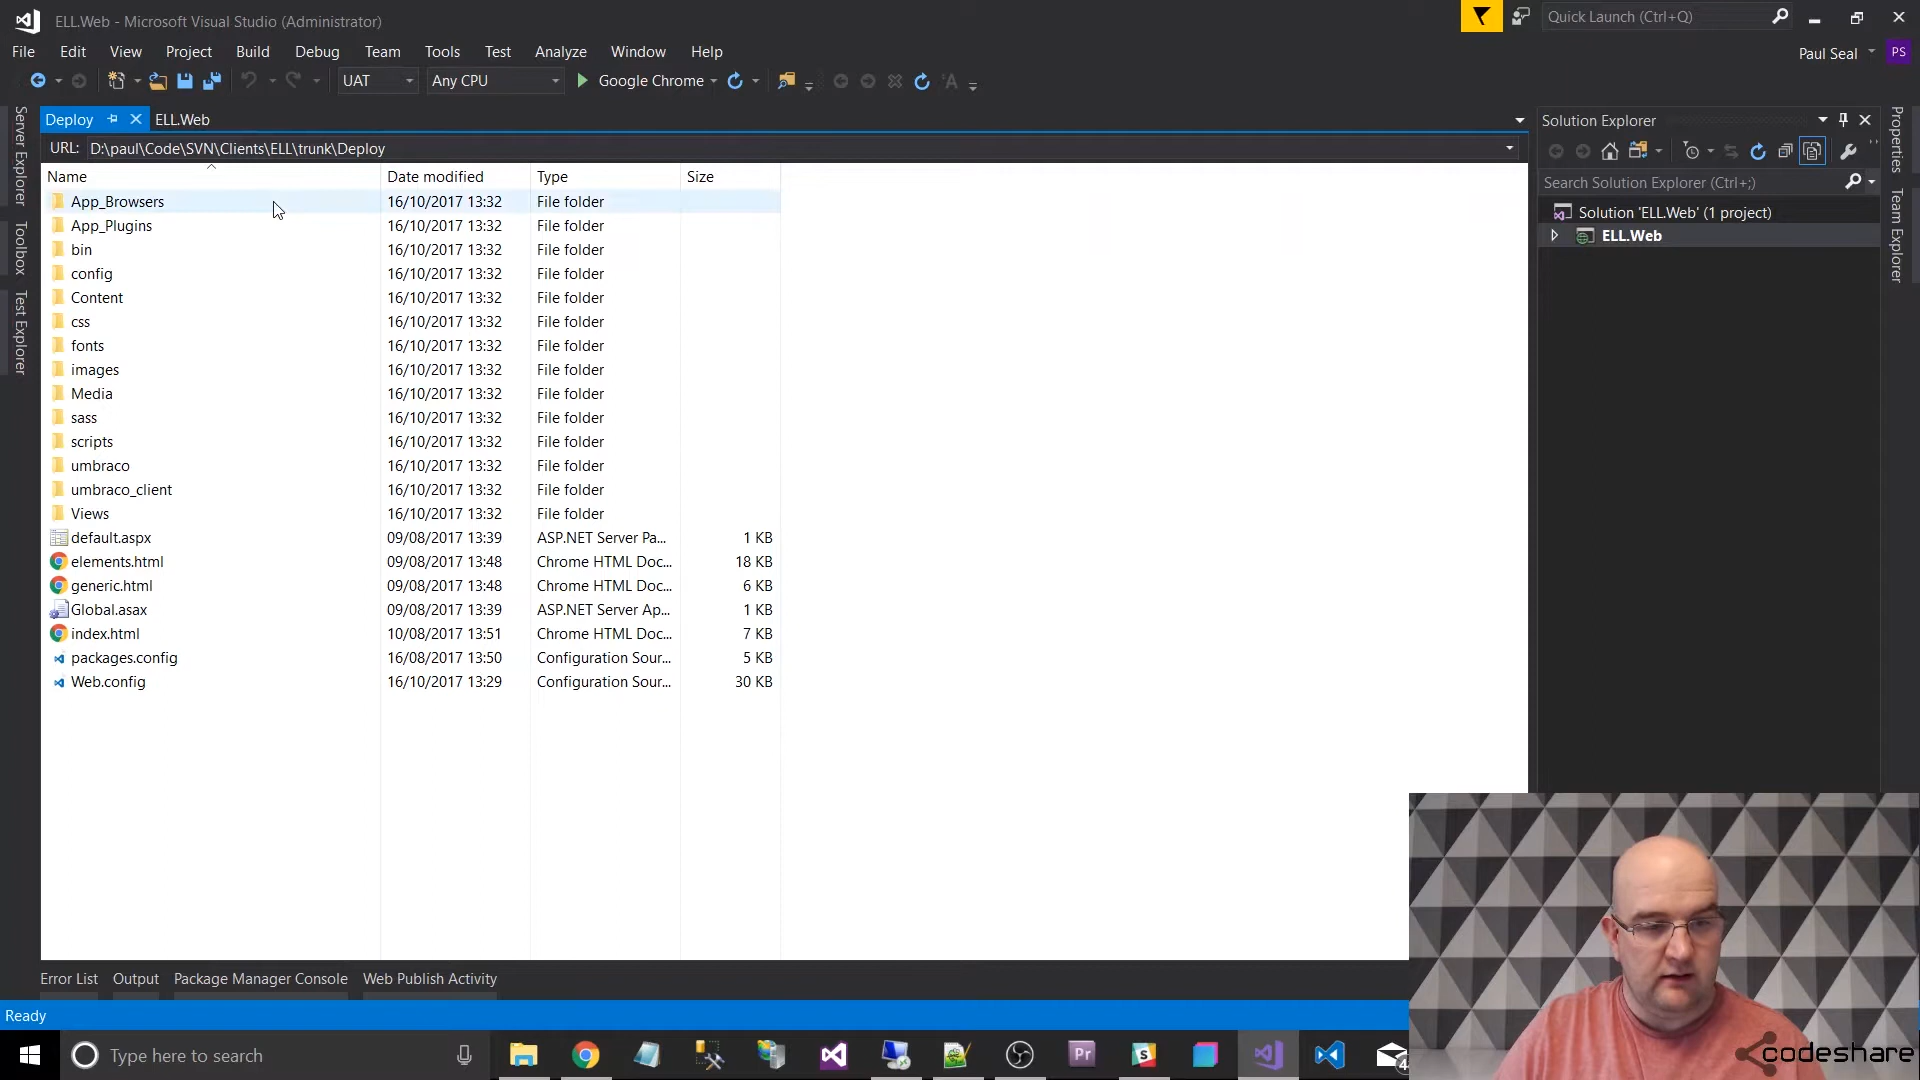 ELL.Web - Microsoft Visual Studio (Administrator)
Quick Launch (Ctrl+Q)
File Edit View Project Build Debug Team Tools Test Analyze Window Help
Paul Seal PS
UAT Any CPU Google Chrome
Server Explorer
Toolbox
Test Explorer
Deploy ELL.Web
URL: D:\paul\Code\SVN\Clients\ELL\trunk\Deploy
Name Date modified Type Size
App_Browsers 16/10/2017 13:32 File folder
App_Plugins 16/10/2017 13:32 File folder
bin 16/10/2017 13:32 File folder
config 16/10/2017 13:32 File folder
Content 16/10/2017 13:32 File folder
css 16/10/2017 13:32 File folder
fonts 16/10/2017 13:32 File folder
images 16/10/2017 13:32 File folder
Media 16/10/2017 13:32 File folder
sass 16/10/2017 13:32 File folder
scripts 16/10/2017 13:32 File folder
umbraco 16/10/2017 13:32 File folder
umbraco_client 16/10/2017 13:32 File folder
Views 16/10/2017 13:32 File folder
default.aspx 09/08/2017 13:39 ASP.NET Server Pa... 1 KB
elements.html 09/08/2017 13:48 Chrome HTML Doc... 18 KB
generic.html 09/08/2017 13:48 Chrome HTML Doc... 6 KB
Global.asax 09/08/2017 13:39 ASP.NET Server Ap... 1 KB
index.html 10/08/2017 13:51 Chrome HTML Doc... 7 KB
packages.config 16/08/2017 13:50 Configuration Sour... 5 KB
Web.config 16/10/2017 13:29 Configuration Sour... 30 KB
Solution Explorer
Search Solution Explorer (Ctrl+;)
Solution 'ELL.Web' (1 project)
ELL.Web
Properties
Team Explorer
Error List Output Package Manager Console Web Publish Activity
Ready
Type here to search
Pr
S
4
codeshare